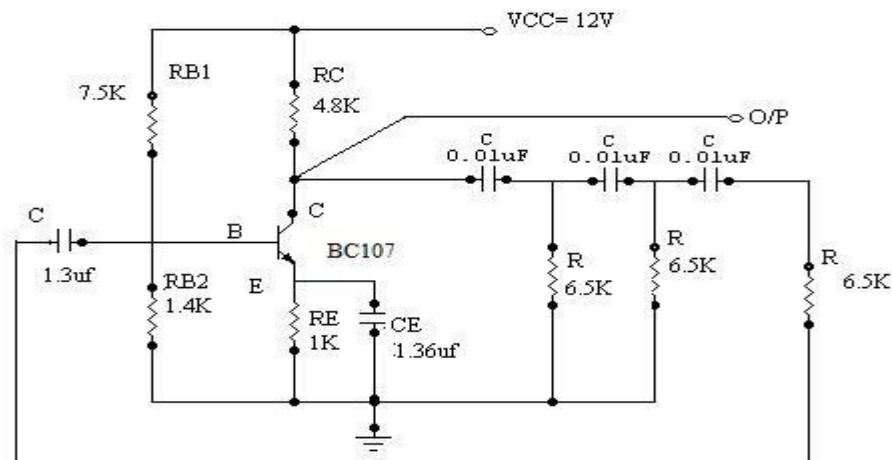 VCC= 12V
RB1
7.5K
RC
4.8K
O/P
C
0.01uF
C
0.01uF
C
0.01uF
C
1.3uf
B
C
BC107
E
RB2
1.4K
RE
1K
CE
1.36uf
R
6.5K
R
6.5K
R
6.5K